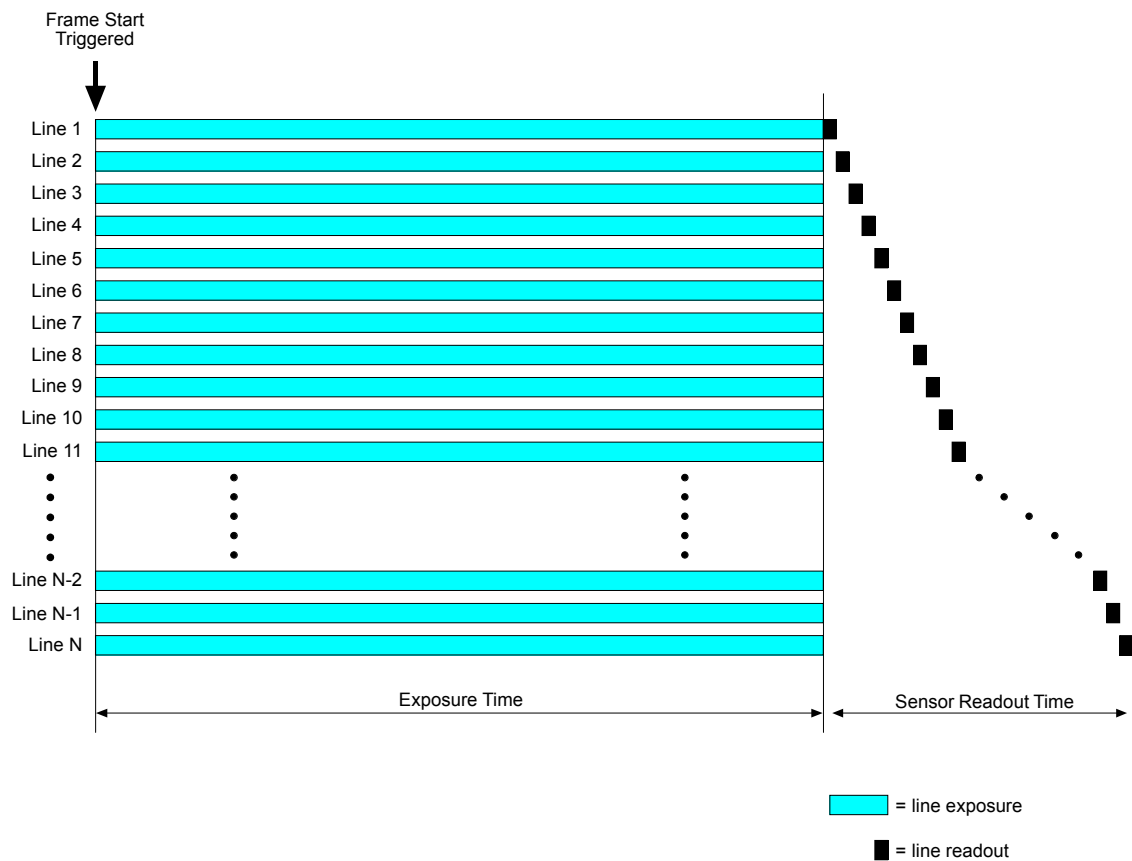 Frame Start
Triggered
Line 1
Line 2
Line 3
Line 4
Line 5
Line 6
Line 7
Line 8
Line 9
Line 10
Line 11
Line N-2
Line N-1
Line N
Exposure Time
Sensor Readout Time
= line exposure
= line readout